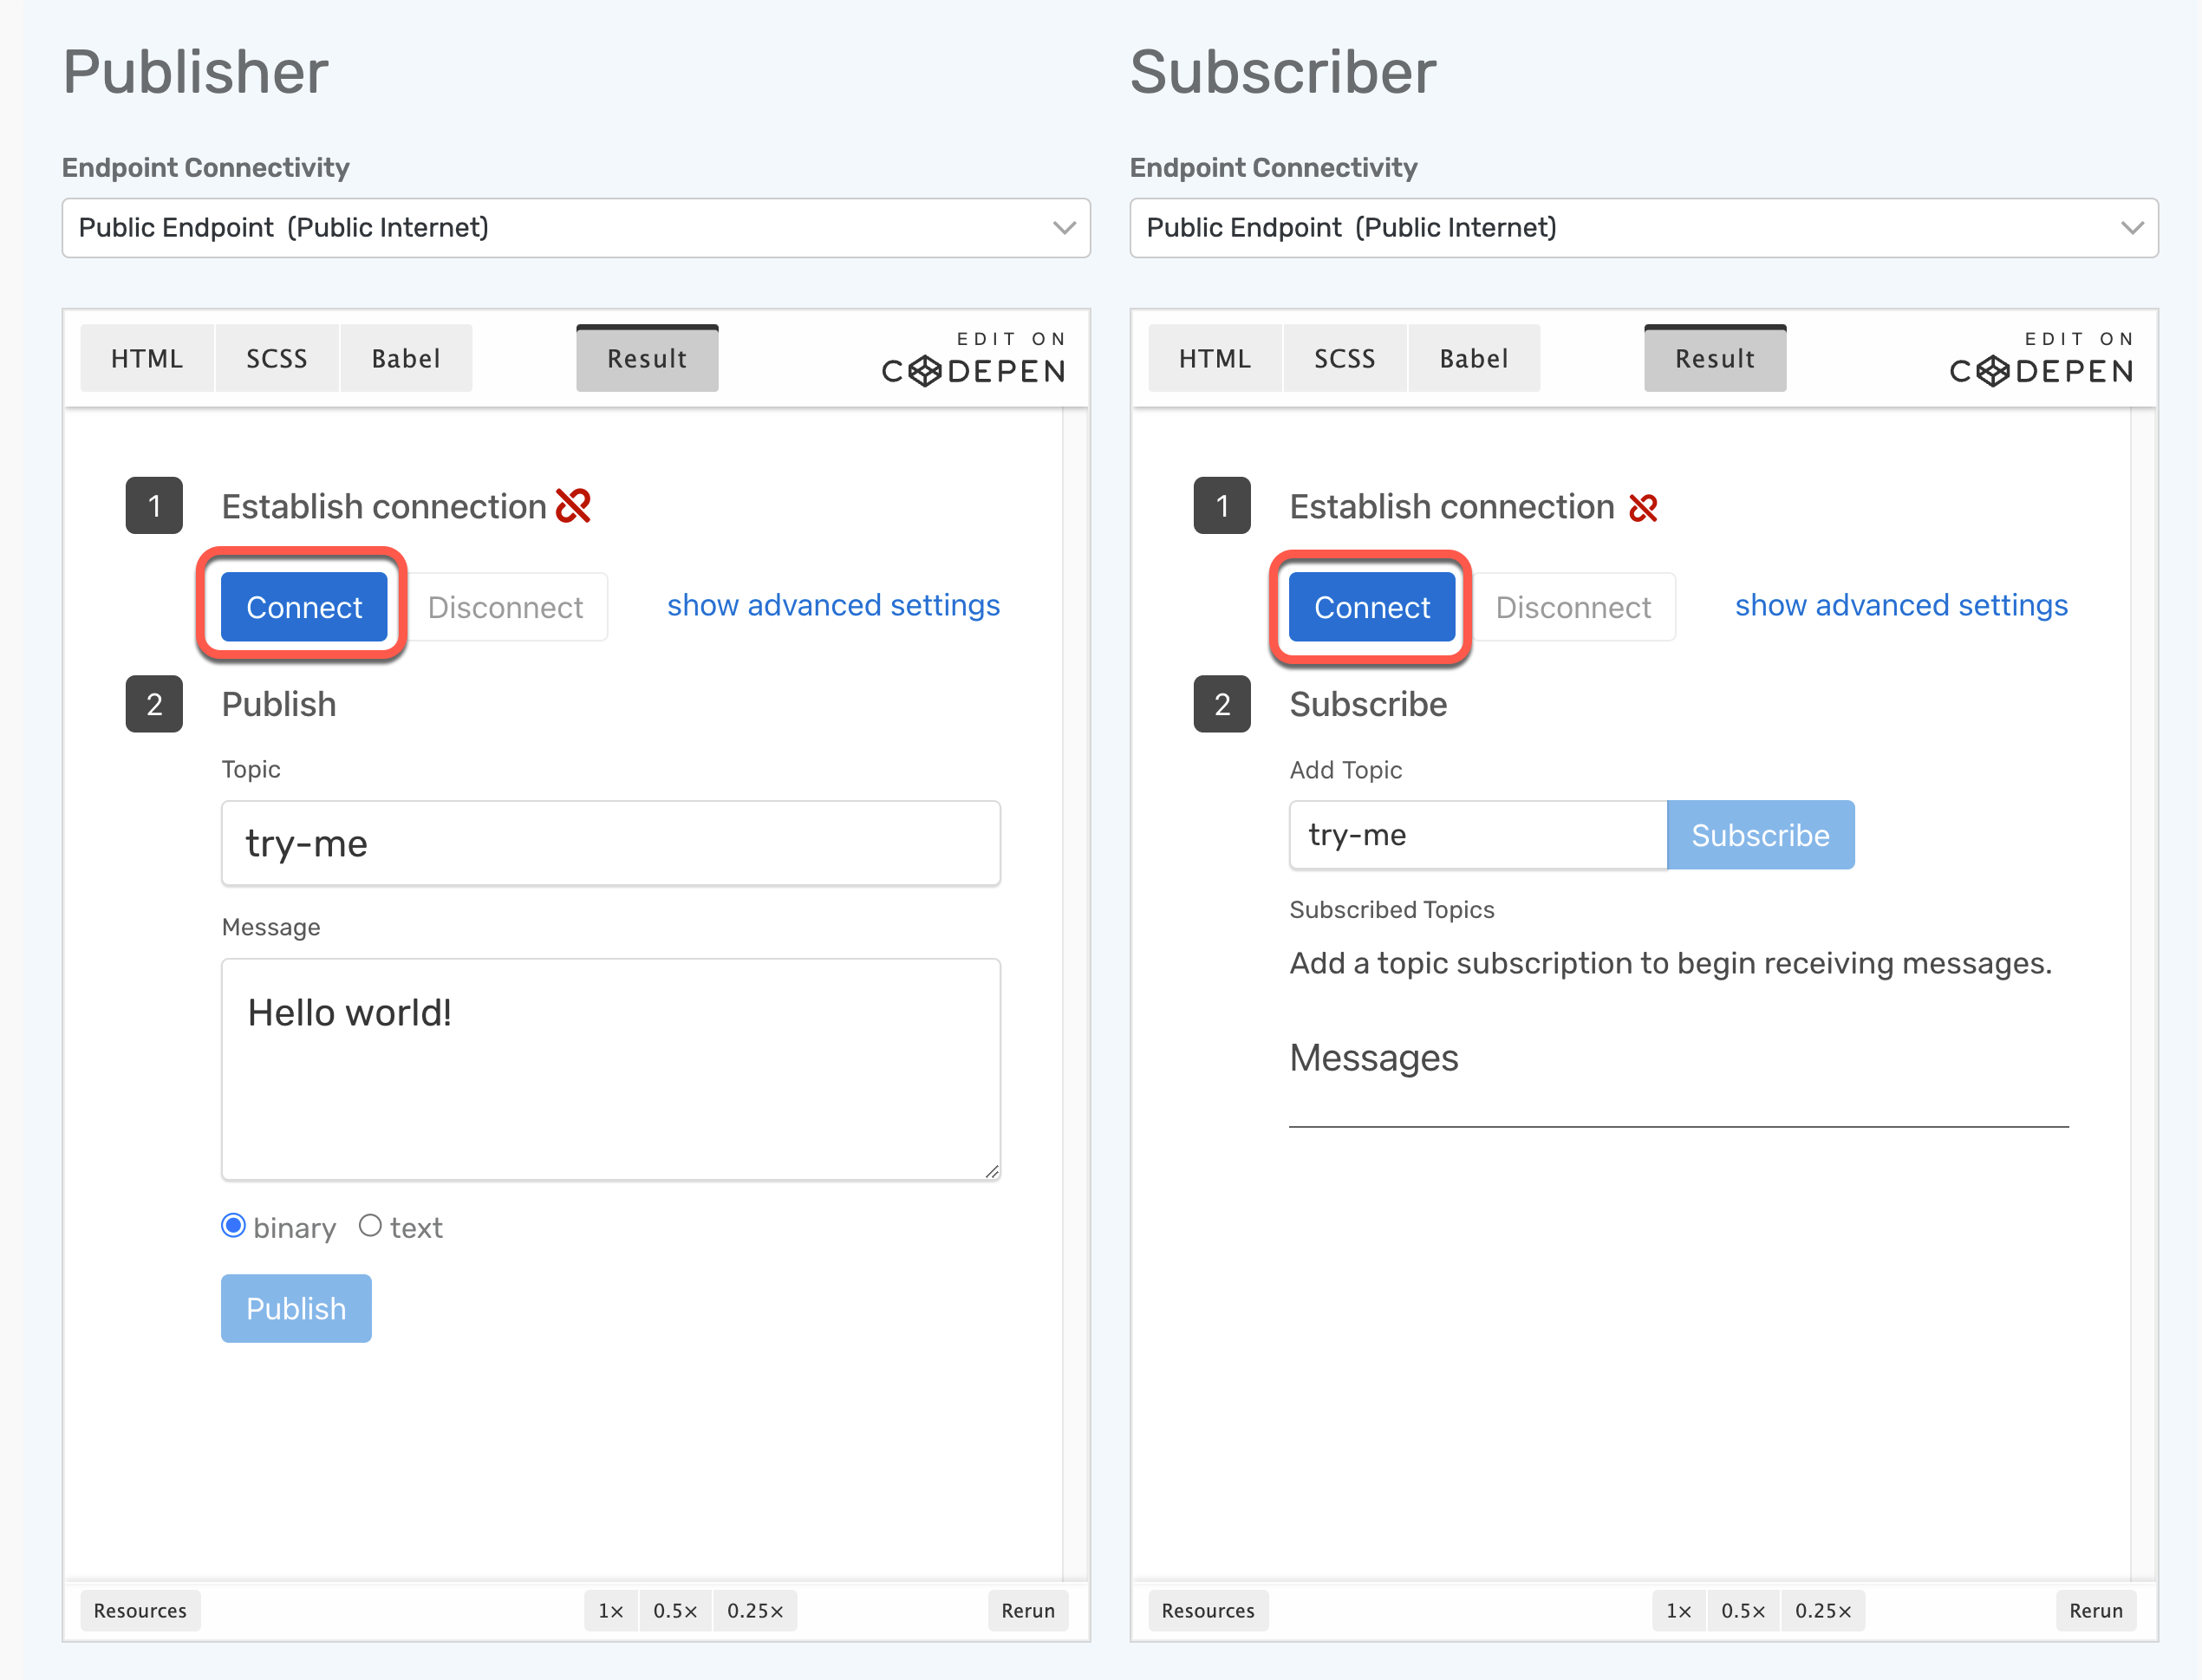 Publisher
Endpoint Connectivity
Public Endpoint (Public Internet)
HTML SCSS Babel Result
EDIT ON
CODEPEN
1 Establish connection
Connect Disconnect show advanced settings
2 Publish
Topic
try-me
Message
Hello world!
binary text
Publish
Resources 1× 0.5× 0.25× Rerun
Subscriber
Endpoint Connectivity
Public Endpoint (Public Internet)
HTML SCSS Babel Result
EDIT ON
CODEPEN
1 Establish connection
Connect Disconnect show advanced settings
2 Subscribe
Add Topic
try-me Subscribe
Subscribed Topics
Add a topic subscription to begin receiving messages.
Messages
Resources 1× 0.5× 0.25× Rerun